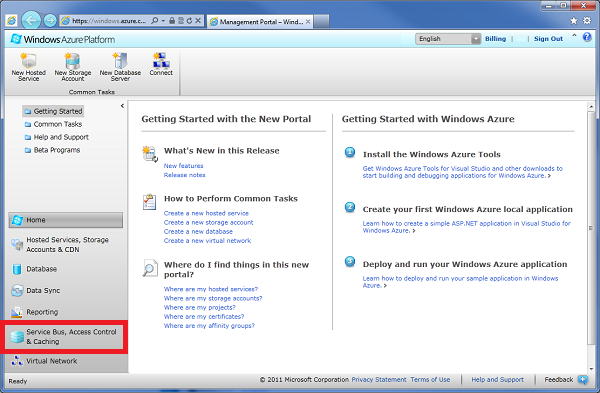 https://windows.azure.c...
Management Portal – Wind...
Windows Azure Platform
English
Billing
Sign Out
New Hosted Service
New Storage Account
New Database Server
Connect
Common Tasks
Getting Started
Common Tasks
Help and Support
Beta Programs
Home
Hosted Services, Storage
Accounts & CDN
Database
Data Sync
Reporting
Service Bus, Access Control
& Caching
Virtual Network
Getting Started with the New Portal
What's New in this Release
New features
Release notes
How to Perform Common Tasks
Create a new hosted service
Create a new storage account
Create a new database
Create a new virtual network
Where do I find things in this new
portal?
Where are my hosted services?
Where are my storage accounts?
Where are my projects?
Where are my certificates?
Where are my affinity groups?
Getting Started with Windows Azure
1
Install the Windows Azure Tools
Get Windows Azure Tools for Visual Studio and other downloads to
start building and debugging applications for Windows Azure.
2
Create your first Windows Azure local application
Learn how to create a simple ASP.NET application in Visual Studio for
Windows Azure.
3
Deploy and run your Windows Azure application
Learn how to deploy and run your sample application in Windows
Azure.
Ready
© 2011 Microsoft Corporation Privacy Statement Terms of Use
Help and Support
Feedback